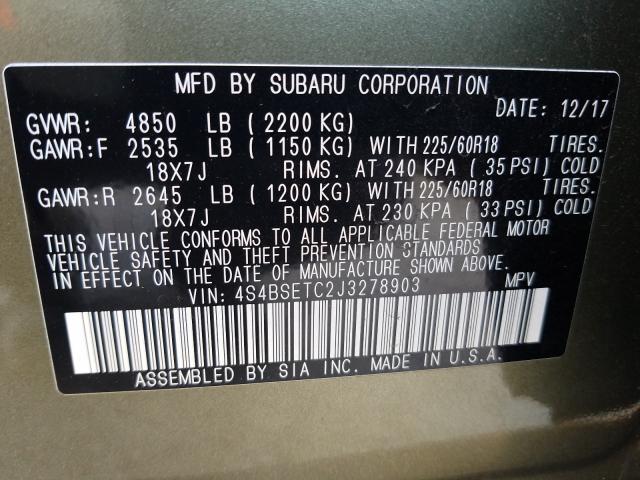 MFD BY SUBARU CORPORATION
DATE: 12/17
GVWR: 4850 LB (2200 KG)
GAWR:F 2535 LB (1150 KG) WITH 225/60R18 TIRES.
18X7J RIMS. AT 240 KPA (35 PSI) COLD
GAWR:R 2645 LB (1200 KG) WITH 225/60R18 TIRES.
18X7J RIMS. AT 230 KPA (33 PSI) COLD
THIS VEHICLE CONFORMS TO ALL APPLICABLE FEDERAL MOTOR
VEHICLE SAFETY AND THEFT PREVENTION STANDARDS
IN EFFECT ON THE DATE OF MANUFACTURE SHOWN ABOVE.
VIN: 4S4BSETC2J3278903 MPV
ASSEMBLED BY SIA INC. MADE IN U.S.A.